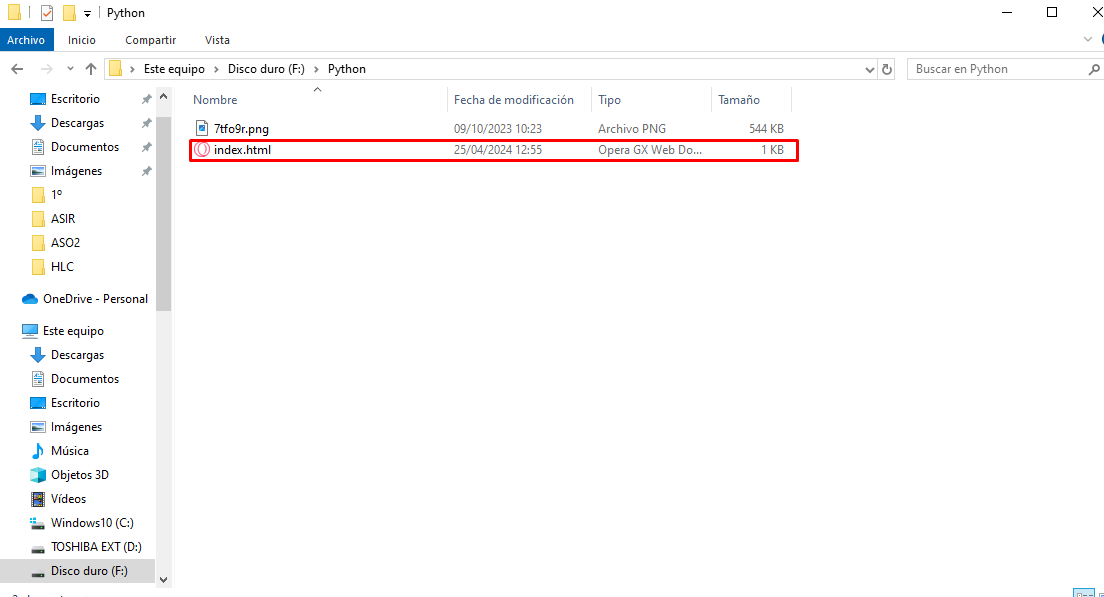 Python
Archivo Inicio Compartir Vista
Este equipo Disco duro (F:) Python
Buscar en Python
Nombre Fecha de modificación Tipo Tamaño
7tfo9r.png 09/10/2023 10:23 Archivo PNG 544 KB
index.html 25/04/2024 12:55 Opera GX Web Do... 1 KB
Escritorio
Descargas
Documentos
Imágenes
1º
ASIR
ASO2
HLC
OneDrive - Personal
Este equipo
Descargas
Documentos
Escritorio
Imágenes
Música
Objetos 3D
Vídeos
Windows10 (C:)
TOSHIBA EXT (D:)
Disco duro (F:)